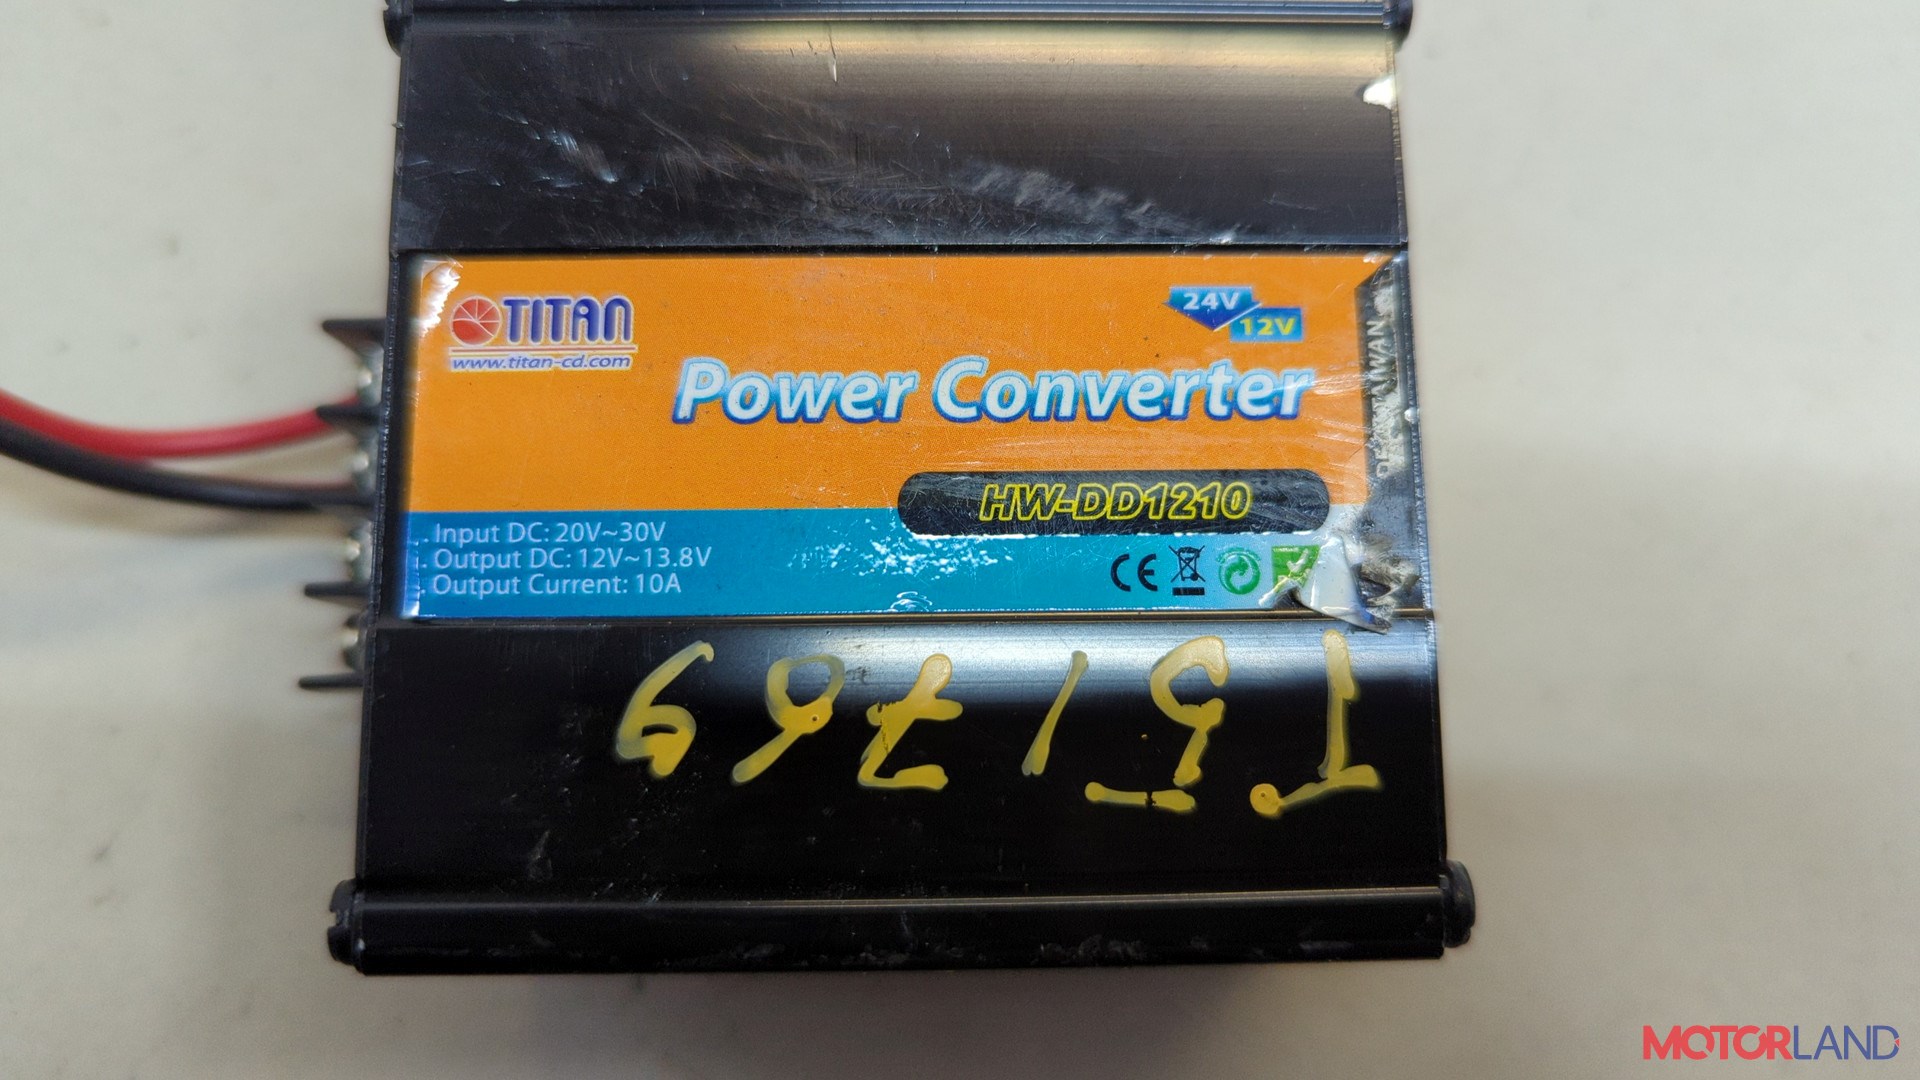 TITAN
www.titan-cd.com
24V
12V
Power Converter
HW-DD1210
. Input DC: 20V~30V
. Output DC: 12V~13.8V
. Output Current: 10A
CE
MOTORLAND